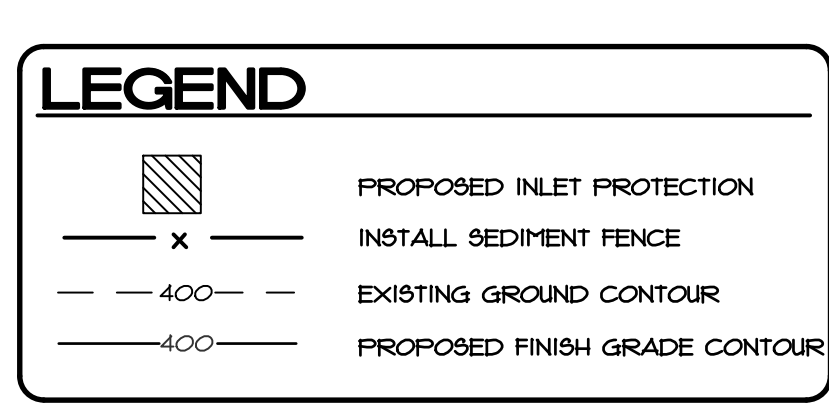 LEGEND
PROPOSED INLET PROTECTION
x INSTALL SEDIMENT FENCE
400 EXISTING GROUND CONTOUR
400 PROPOSED FINISH GRADE CONTOUR